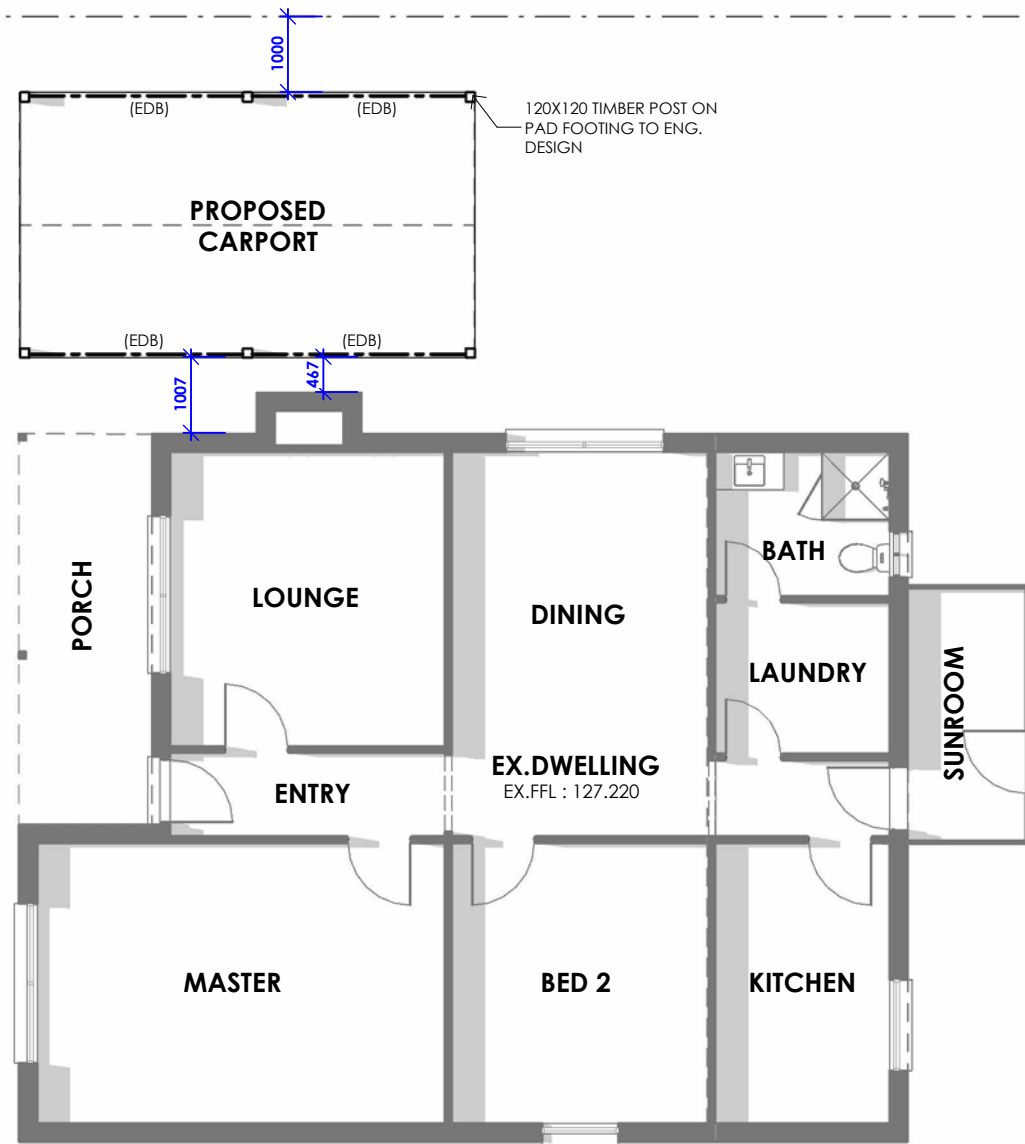 1000
(EDB)
(EDB)
120X120 TIMBER POST ON
PAD FOOTING TO ENG.
DESIGN
PROPOSED
CARPORT
(EDB)
(EDB)
1007
467
PORCH
LOUNGE
DINING
BATH
LAUNDRY
SUNROOM
ENTRY
EX.DWELLING
EX.FFL : 127.220
MASTER
BED 2
KITCHEN